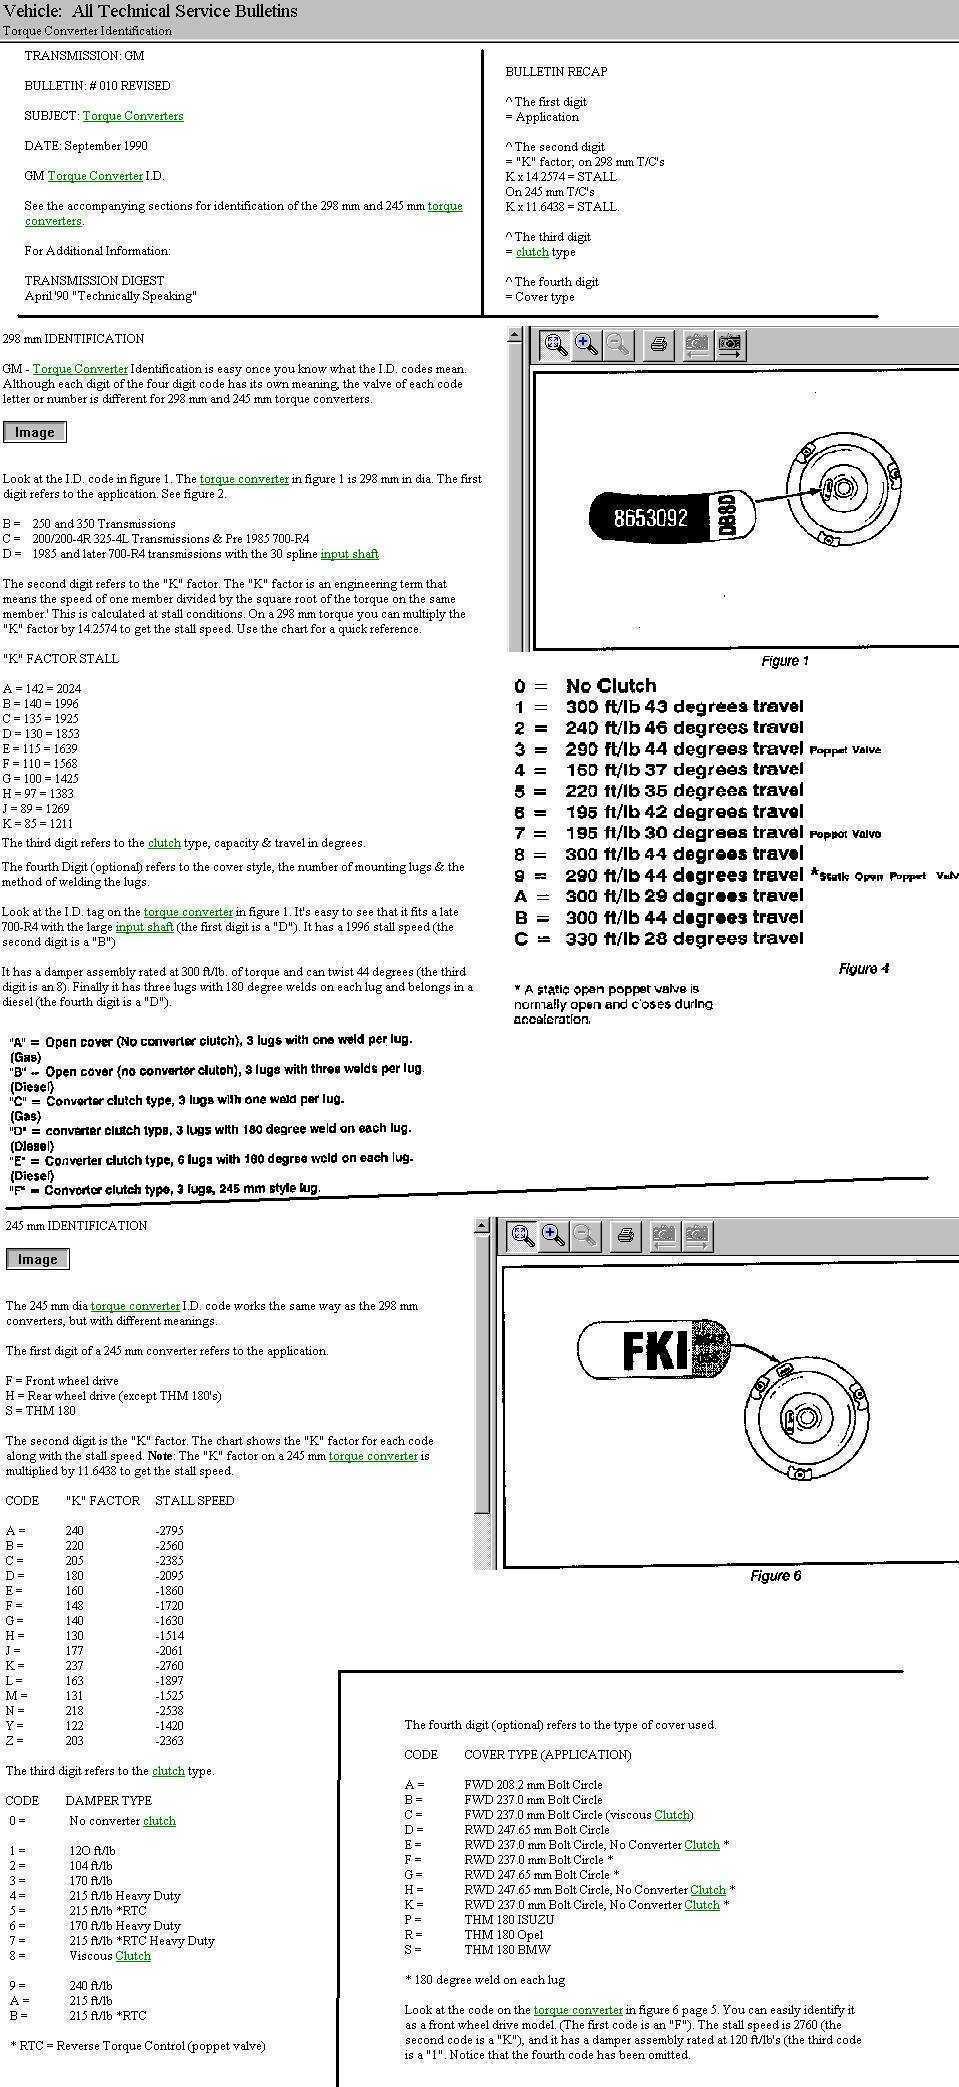 Vehicle:  All Technical Service Bulletins
Torque Converter Identification
TRANSMISSION: GM
BULLETIN: # 010 REVISED
SUBJECT: Torque Converters
DATE: September 1990
GM Torque Converter I.D.
See the accompanying sections for identification of the 298 mm and 245 mm torque
converters.
For Additional Information:
TRANSMISSION DIGEST
April '90 "Technically Speaking"
BULLETIN RECAP
^ The first digit
= Application
^ The second digit
= "K" factor, on 298 mm T/C's
K x 14.2574 = STALL
On 245 mm T/C's
K x 11.6438 = STALL.
^ The third digit
= clutch type
^ The fourth digit
= Cover type
298 mm IDENTIFICATION
GM - Torque Converter Identification is easy once you know what the I.D. codes mean.
Although each digit of the four digit code has its own meaning, the valve of each code
letter or number is different for 298 mm and 245 mm torque converters.
Image
Look at the I.D. code in figure 1. The torque converter in figure 1 is 298 mm in dia. The first
digit refers to the application. See figure 2.
B = 250 and 350 Transmissions
C = 200/200-4R 325-4L Transmissions & Pre 1985 700-R4
D = 1985 and later 700-R4 transmissions with the 30 spline input shaft
The second digit refers to the "K" factor. The "K" factor is an engineering term that
means the speed of one member divided by the square root of the torque on the same
member.' This is calculated at stall conditions. On a 298 mm torque you can multiply the
"K" factor by 14.2574 to get the stall speed. Use the chart for a quick reference.
"K" FACTOR STALL
A = 142 = 2024
B = 140 = 1996
C = 135 = 1925
D = 130 = 1853
E = 115 = 1639
F = 110 = 1568
G = 100 = 1425
H = 97 = 1383
J = 89 = 1269
K = 85 = 1211
The third digit refers to the clutch type, capacity & travel in degrees.
The fourth Digit (optional) refers to the cover style, the number of mounting lugs & the
method of welding the lugs.
Look at the I.D. tag on the torque converter in figure 1. It's easy to see that it fits a late
700-R4 with the large input shaft (the first digit is a "D"). It has a 1996 stall speed (the
second digit is a "B")
It has a damper assembly rated at 300 ft/lb. of torque and can twist 44 degrees (the third
digit is an 8). Finally it has three lugs with 180 degree welds on each lug and belongs in a
diesel (the fourth digit is a "D").
"A" = Open cover (No converter clutch), 3 lugs with one weld per lug.
(Gas)
"B" = Open cover (no converter clutch), 3 lugs with three welds per lug.
(Diesel)
"C" = Converter clutch type, 3 lugs with one weld per lug.
(Gas)
"D" = converter clutch type, 3 lugs with 180 degree weld on each lug.
(Diesel)
"E" = Converter clutch type, 6 lugs with 180 degree weld on each lug.
(Diesel)
"F" = Converter clutch type, 3 lugs, 245 mm style lug.
8653092 DB8D
Figure 1
0 = No Clutch
1 = 300 ft/lb 43 degrees travel
2 = 240 ft/lb 46 degrees travel
3 = 290 ft/lb 44 degrees travel Poppet Valve
4 = 160 ft/lb 37 degrees travel
5 = 220 ft/lb 35 degrees travel
6 = 195 ft/lb 42 degrees travel
7 = 195 ft/lb 30 degrees travel Poppet Valve
8 = 300 ft/lb 44 degrees travel
9 = 290 ft/lb 44 degrees travel *Static Open Poppet Valv
A = 300 ft/lb 29 degrees travel
B = 300 ft/lb 44 degrees travel
C = 330 ft/lb 28 degrees travel
Figure 4
* A static open poppet valve is
normally open and closes during
acceleration.
245 mm IDENTIFICATION
Image
The 245 mm dia torque converter I.D. code works the same way as the 298 mm
converters, but with different meanings.
The first digit of a 245 mm converter refers to the application.
F = Front wheel drive
H = Rear wheel drive (except THM 180's)
S = THM 180
The second digit is the "K" factor. The chart shows the "K" factor for each code
along with the stall speed. Note: The "K" factor on a 245 mm torque converter is
multiplied by 11.6438 to get the stall speed.
CODE "K" FACTOR STALL SPEED
A = 240 -2795
B = 220 -2560
C = 205 -2385
D = 180 -2095
E = 160 -1860
F = 148 -1720
G = 140 -1630
H = 130 -1514
J = 177 -2061
K = 237 -2760
L = 163 -1897
M = 131 -1525
N = 218 -2538
Y = 122 -1420
Z = 203 -2363
The third digit refers to the clutch type.
CODE DAMPER TYPE
0 = No converter clutch
1 = 12O ft/lb
2 = 104 ft/lb
3 = 170 ft/lb
4 = 215 ft/lb Heavy Duty
5 = 215 ft/lb *RTC
6 = 170 ft/lb Heavy Duty
7 = 215 ft/lb *RTC Heavy Duty
8 = Viscous Clutch
9 = 240 ft/lb
A = 215 ft/lb
B = 215 ft/lb *RTC
* RTC = Reverse Torque Control (poppet valve)
FKI
Figure 6
The fourth digit (optional) refers to the type of cover used.
CODE COVER TYPE (APPLICATION)
A = FWD 208.2 mm Bolt Circle
B = FWD 237.0 mm Bolt Circle
C = FWD 237.0 mm Bolt Circle (viscous Clutch)
D = RWD 247.65 mm Bolt Circle
E = RWD 237.0 mm Bolt Circle, No Converter Clutch *
F = RWD 237.0 mm Bolt Circle *
G = RWD 247.65 mm Bolt Circle *
H = RWD 247.65 mm Bolt Circle, No Converter Clutch *
K = RWD 237.0 mm Bolt Circle, No Converter Clutch *
P = THM 180 ISUZU
R = THM 180 Opel
S = THM 180 BMW
* 180 degree weld on each lug
Look at the code on the torque converter in figure 6 page 5. You can easily identify it
as a front wheel drive model. (The first code is an "F"). The stall speed is 2760 (the
second code is a "K"), and it has a damper assembly rated at 120 ft/lb's (the third code
is a "1". Notice that the fourth code has been omitted.